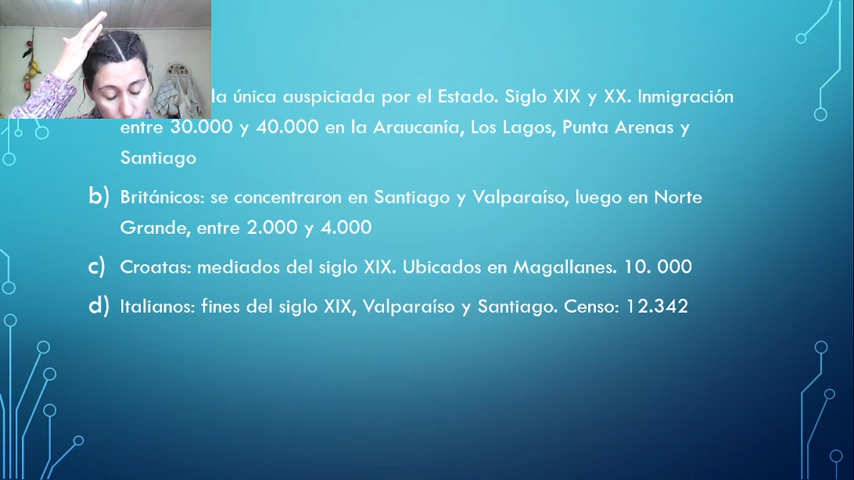 la única auspiciada por el Estado. Siglo XIX y XX. Inmigración
entre 30.000 y 40.000 en la Araucanía, Los Lagos, Punta Arenas y
Santiago
b) Británicos: se concentraron en Santiago y Valparaíso, luego en Norte
Grande, entre 2.000 y 4.000
c) Croatas: mediados del siglo XIX. Ubicados en Magallanes. 10. 000
d) Italianos: fines del siglo XIX, Valparaíso y Santiago. Censo: 12.342